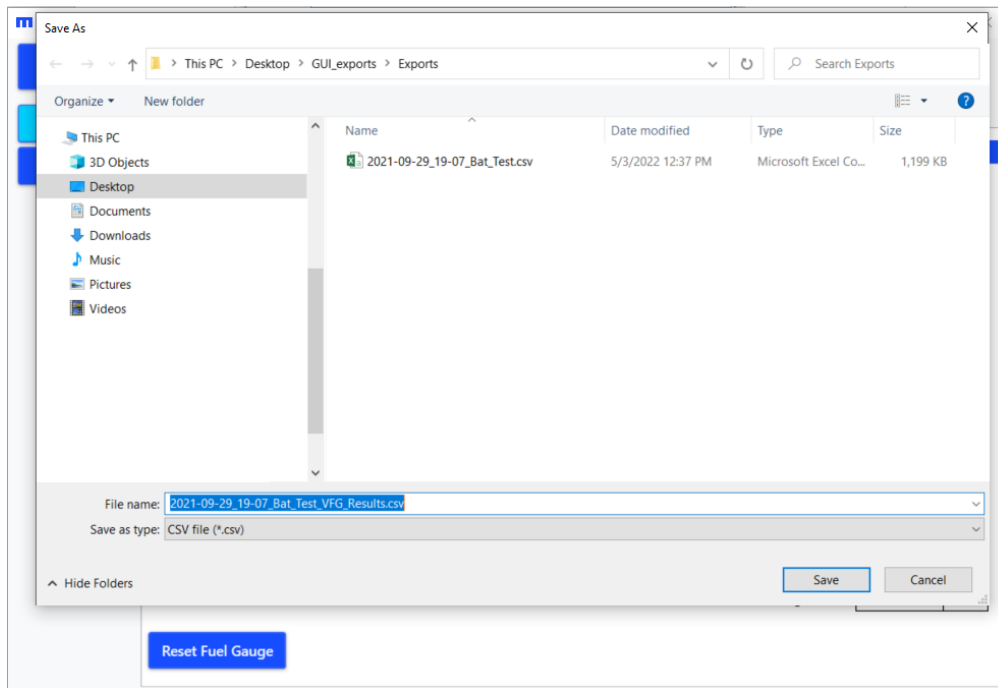 m
Save As
This PC > Desktop > GUI_exports > Exports
Search Exports
Organize
New folder
?
This PC
3D Objects
Desktop
Documents
Downloads
Music
Pictures
Videos
Name Date modified Type Size
2021-09-29_19-07_Bat_Test.csv 5/3/2022 12:37 PM Microsoft Excel Co... 1,199 KB
File name: 2021-09-29_19-07_Bat_Test_VFG_Results.csv
Save as type: CSV file (*.csv)
Hide Folders
Save
Cancel
Reset Fuel Gauge